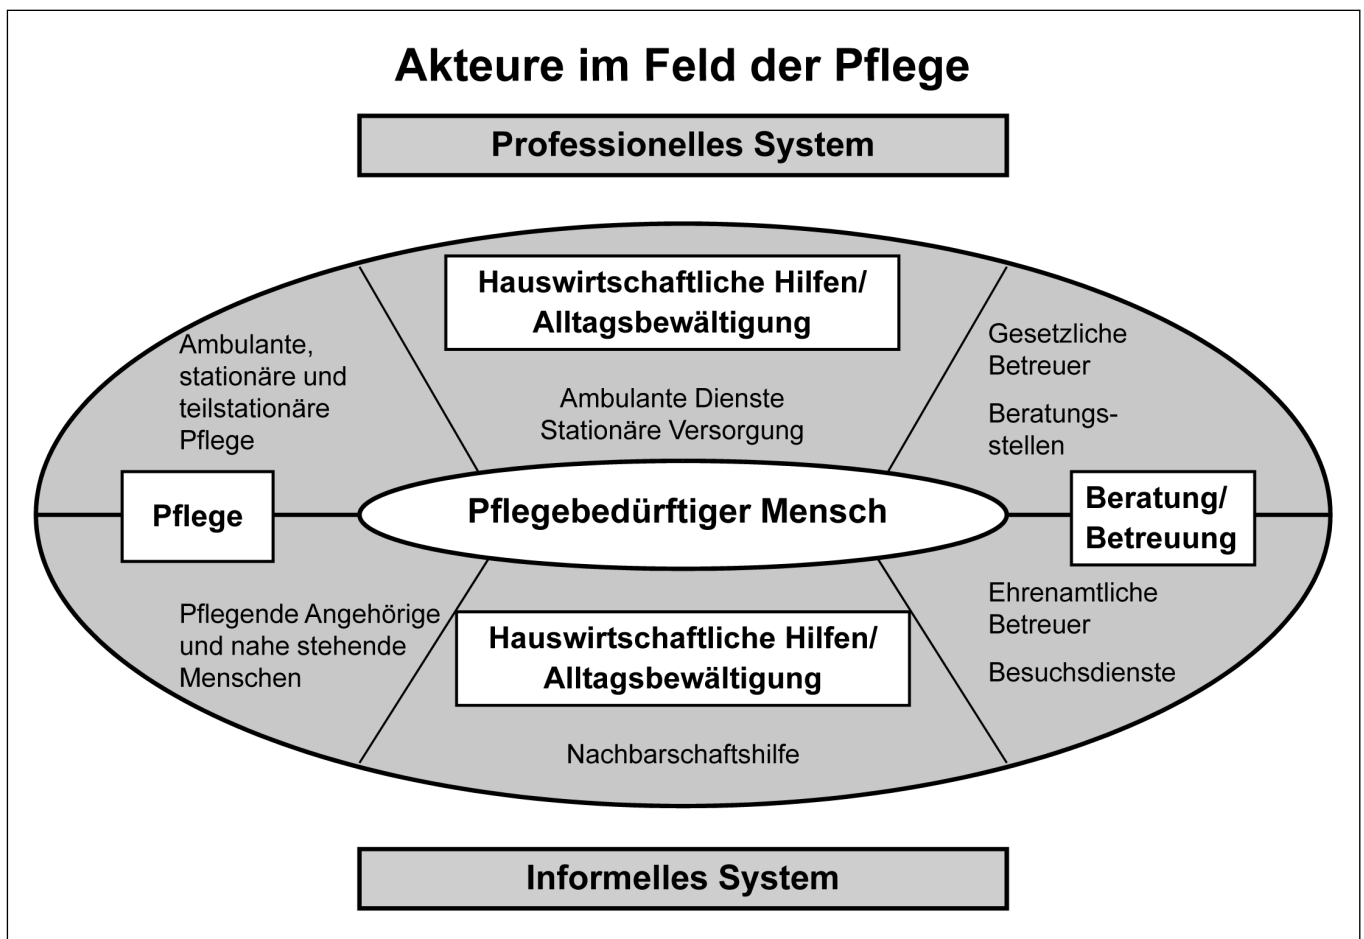 Akteure im Feld der Pflege
Professionelles System
Hauswirtschaftliche Hilfen/
Alltagsbewältigung
Ambulante,
stationäre und
teilstationäre
Pflege
Ambulante Dienste
Stationäre Versorgung
Gesetzliche
Betreuer
Beratungs-
stellen
Pflege
Pflegebedürftiger Mensch
Beratung/
Betreuung
Pflegende Angehörige
und nahe stehende
Menschen
Hauswirtschaftliche Hilfen/
Alltagsbewältigung
Nachbarschaftshilfe
Ehrenamtliche
Betreuer
Besuchsdienste
Informelles System